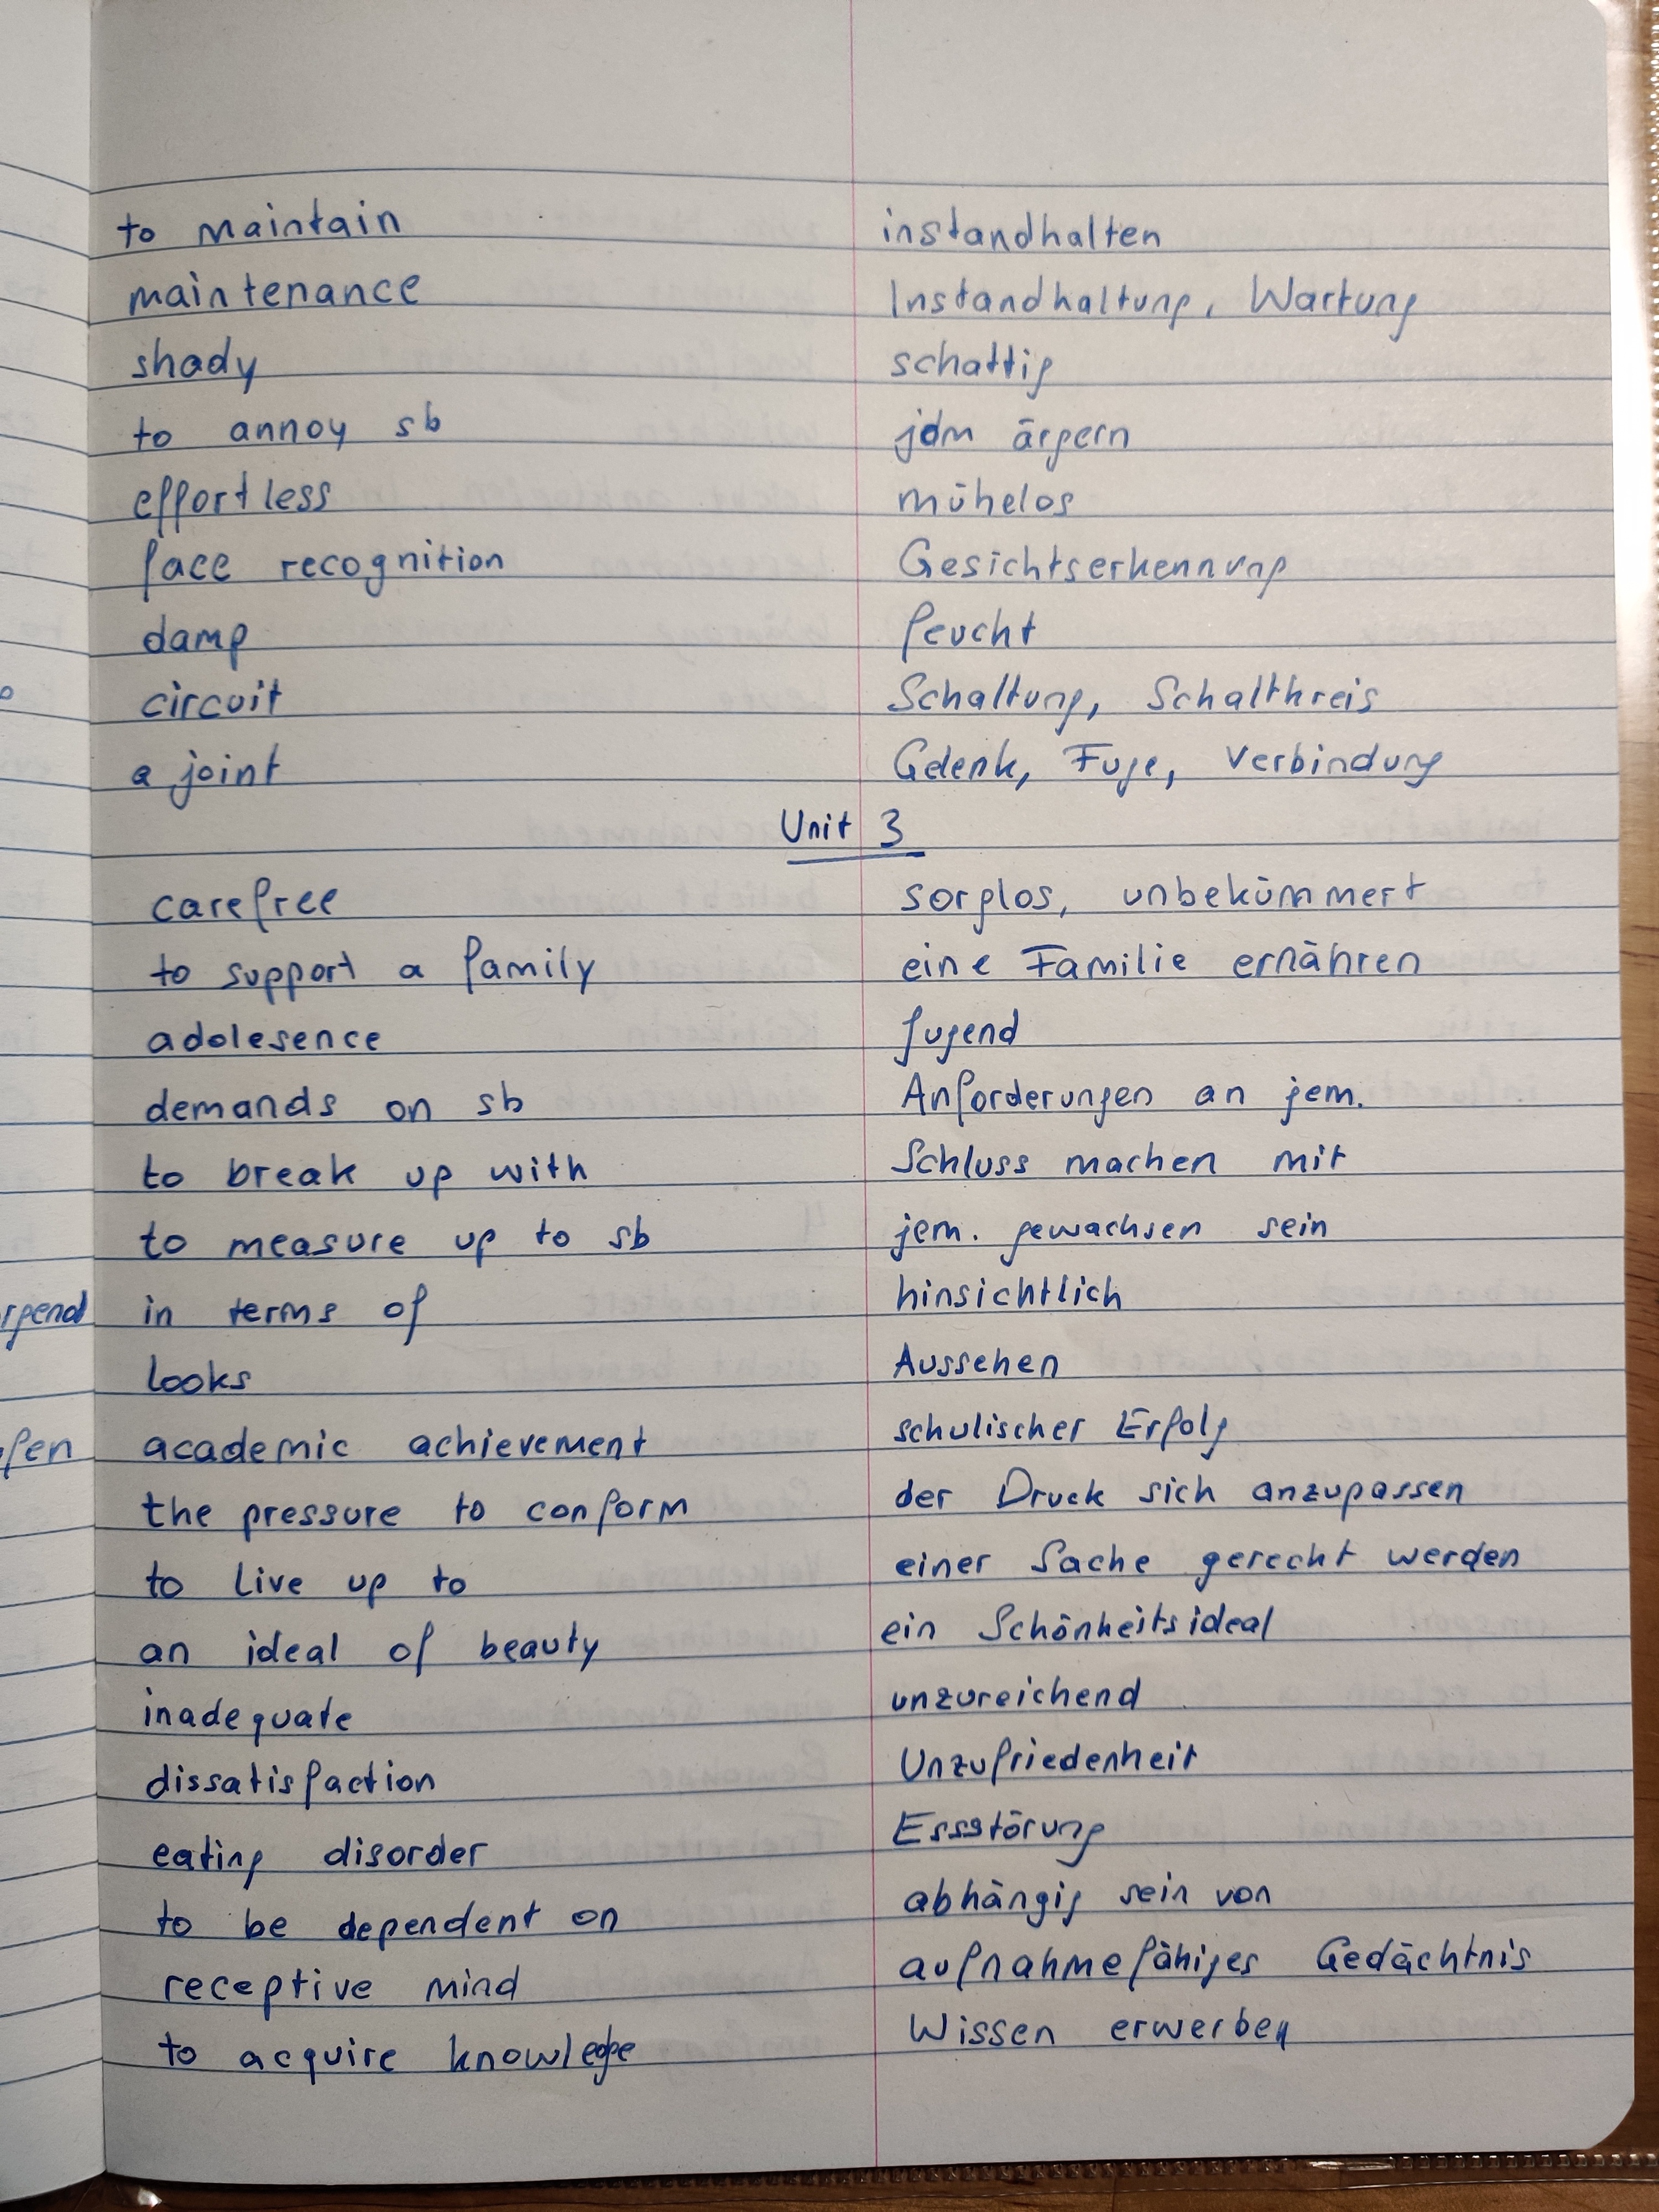 to maintain instandhalten
maintenance Instandhaltung, Wartung
shady schattig
to annoy sb jdm ärgern
effortless mühelos
face recognition Gesichtserkennung
damp feucht
circuit Schaltung, Schaltkreis
a joint Gelenk, Fuge, Verbindung
Unit 3
carefree sorglos, unbekümmert
to support a family eine Familie ernähren
adolesence Jugend
demands on sb Anforderungen an jem.
to break up with Schluss machen mit
to measure up to sb jem. gewachsen sein
rgend in terms of hinsichtlich
looks Aussehen
fen academic achievement schulischer Erfolg
the pressure to conform der Druck sich anzupassen
to live up to einer Sache gerecht werden
an ideal of beauty ein Schönheitsideal
inadequate unzureichend
dissatisfaction Unzufriedenheit
eating disorder Essstörung
to be dependent on abhängig sein von
receptive mind aufnahmefähiges Gedächtnis
to acquire knowledge Wissen erwerben